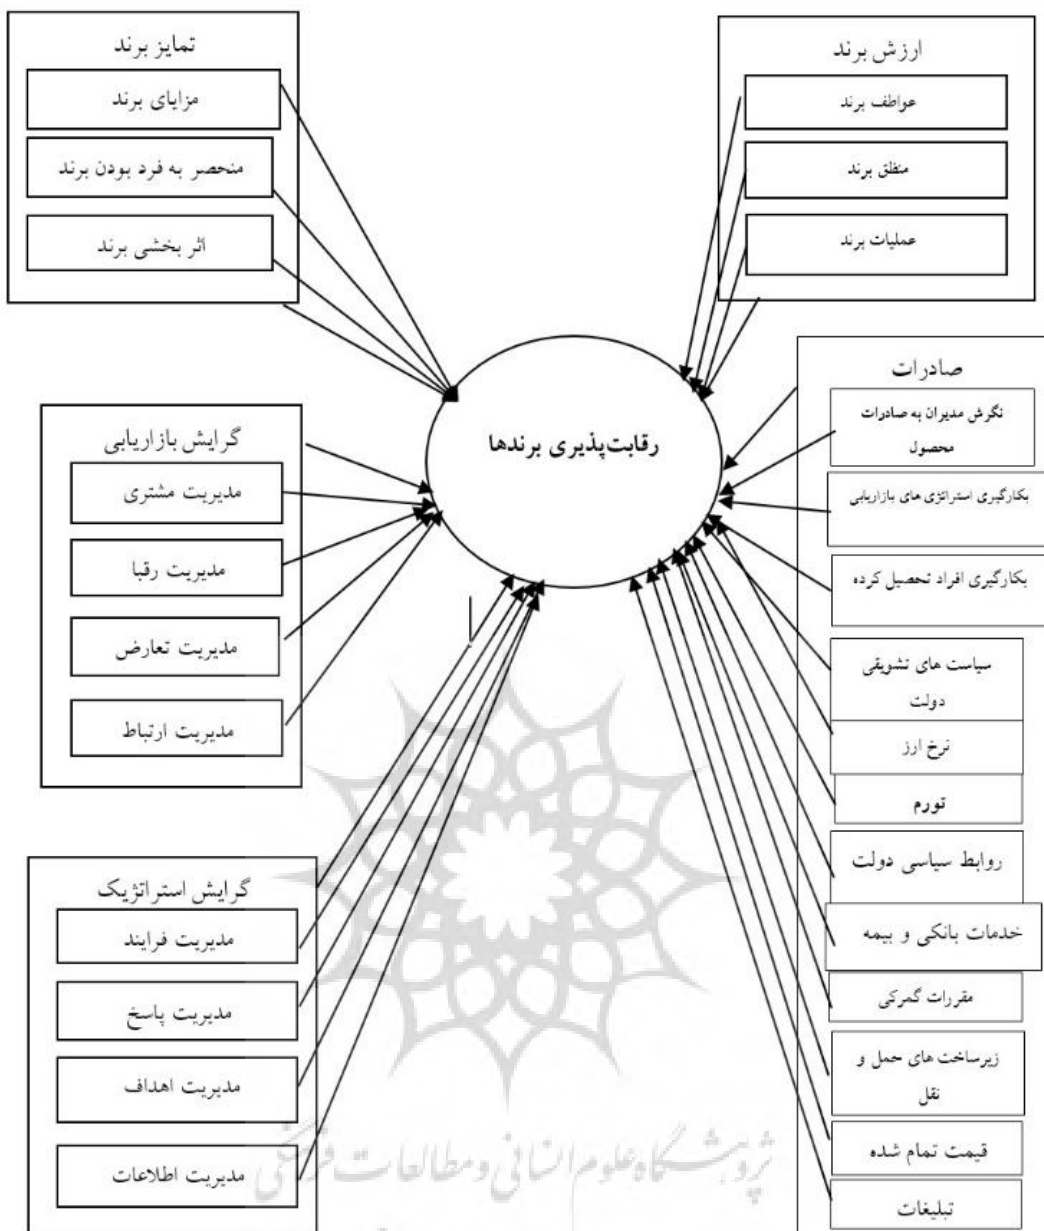 ارزش برند
عواطف برند
منطق برند
عملیات برند
تمایز برند
مزایای برند
منحصر به فرد بودن برند
اثر بخشی برند
رقابت‌پذیری برندها
صادرات
نگرش مدیران به صادرات
محصول
بکارگیری استراتژی های بازاریابی
بکارگیری افراد تحصیل کرده
سیاست های تشویقی
دولت
نرخ ارز
تورم
روابط سیاسی دولت
خدمات بانکی و بیمه
مقررات گمرکی
زیرساخت های حمل و
نقل
قیمت تمام شده
تبلیغات
گرایش بازاریابی
مدیریت مشتری
مدیریت رقبا
مدیریت تعارض
مدیریت ارتباط
گرایش استراتژیک
مدیریت فرایند
مدیریت پاسخ
مدیریت اهداف
مدیریت اطلاعات
پژوهشگاه علوم انسانی و مطالعات فرهنگی